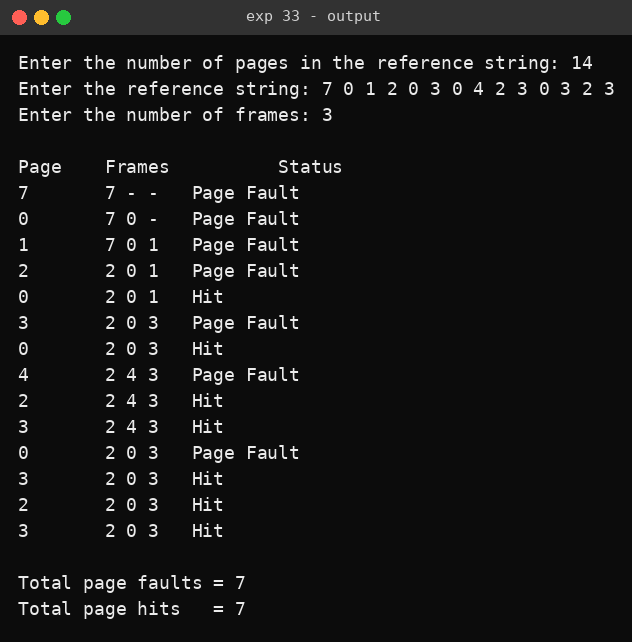 exp 33 - output
Enter the number of pages in the reference string: 14
Enter the reference string: 7 0 1 2 0 3 0 4 2 3 0 3 2 3
Enter the number of frames: 3

Page    Frames          Status
7       7 - -   Page Fault
0       7 0 -   Page Fault
1       7 0 1   Page Fault
2       2 0 1   Page Fault
0       2 0 1   Hit
3       2 0 3   Page Fault
0       2 0 3   Hit
4       2 4 3   Page Fault
2       2 4 3   Hit
3       2 4 3   Hit
0       2 0 3   Page Fault
3       2 0 3   Hit
2       2 0 3   Hit
3       2 0 3   Hit

Total page faults = 7
Total page hits   = 7